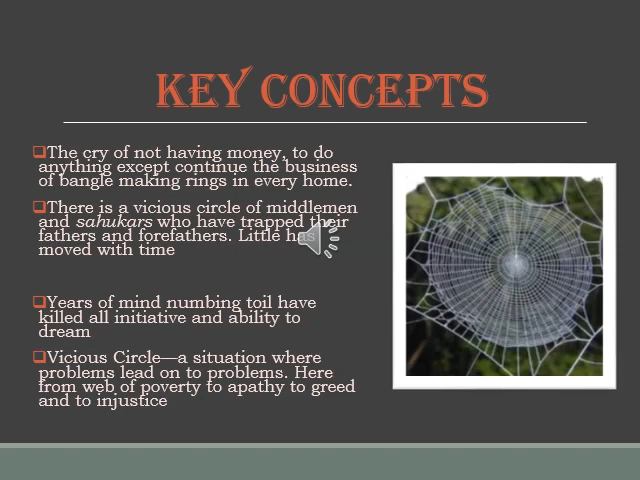 KEY CONCEPTS
The cry of not having money, to do
anything except continue the business
of bangle making rings in every home.
There is a vicious circle of middlemen
and sahukars who have trapped their
fathers and forefathers. Little has
moved with time
Years of mind numbing toil have
killed all initiative and ability to
dream
Vicious Circle—a situation where
problems lead on to problems. Here
from web of poverty to apathy to greed
and to injustice